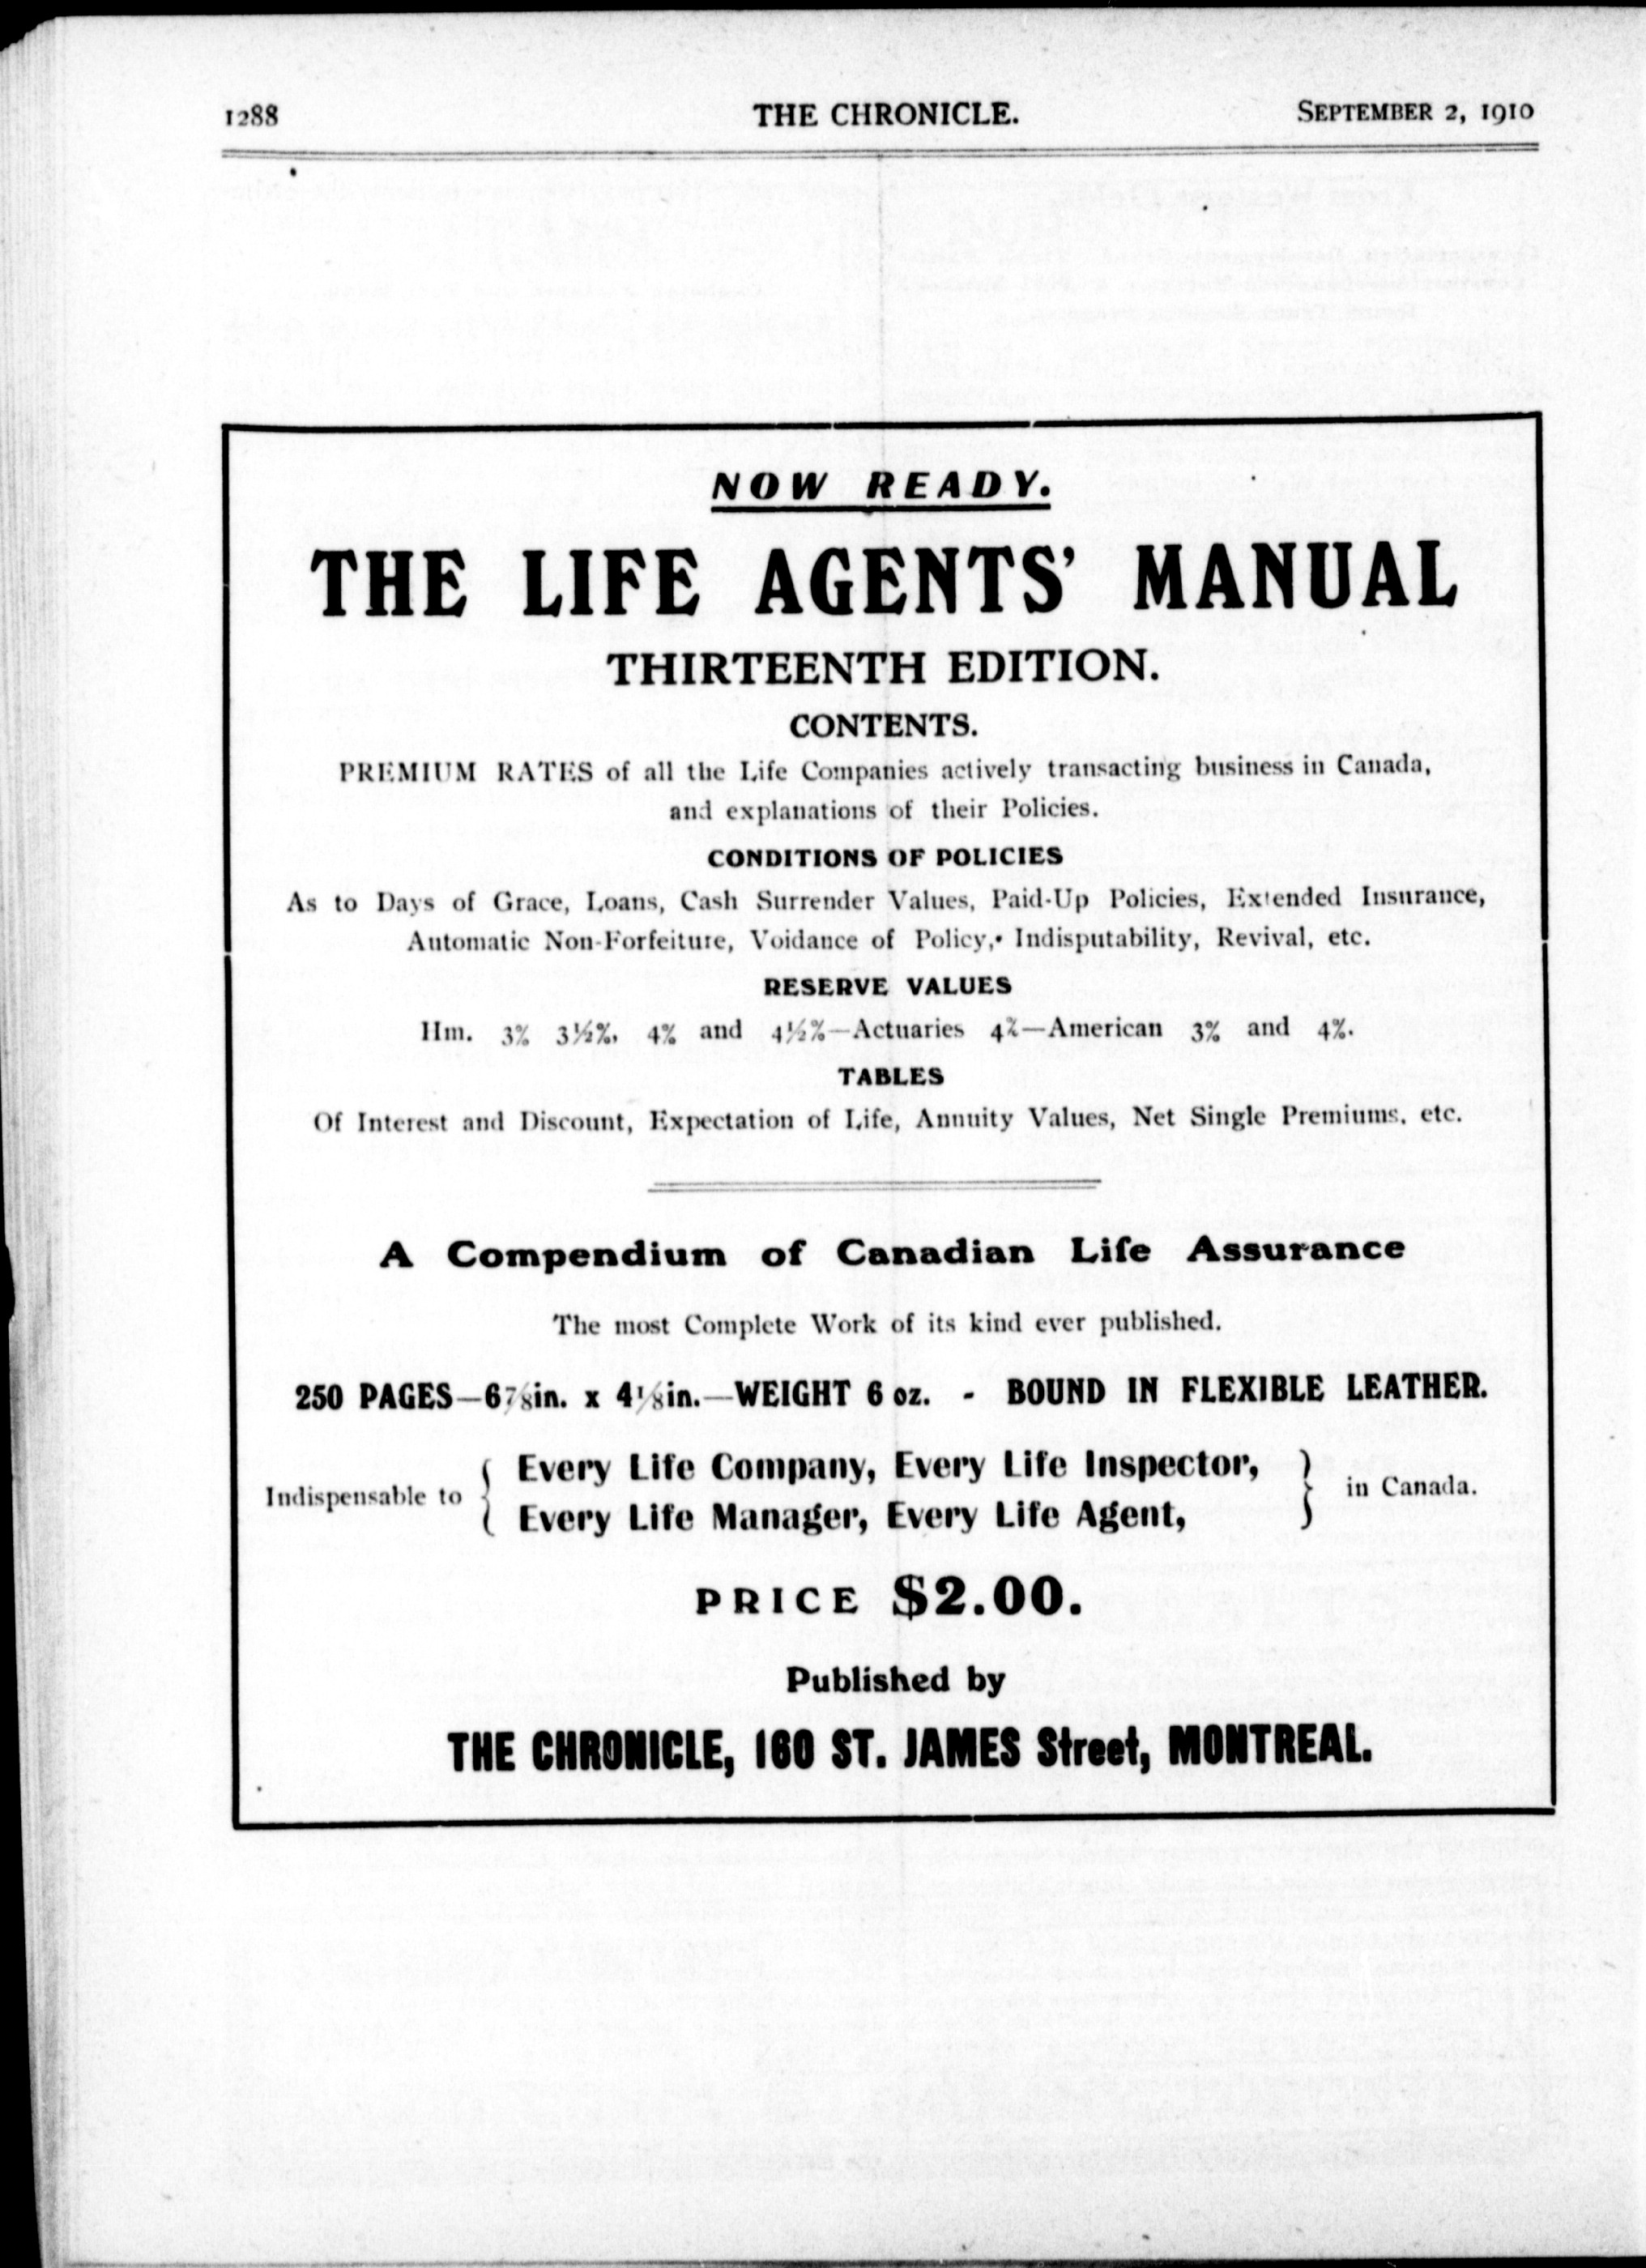 1288 THE CHRONICLE. SEPTEMBER 2, 1910
NOW READY.
THE LIFE AGENTS' MANUAL
THIRTEENTH EDITION.
CONTENTS.
PREMIUM RATES of all the Life Companies actively transacting business in Canada,
and explanations of their Policies.
CONDITIONS OF POLICIES
As to Days of Grace, Loans, Cash Surrender Values, Paid-Up Policies, Extended Insurance,
Automatic Non-Forfeiture, Voidance of Policy, Indisputability, Revival, etc.
RESERVE VALUES
Hm. 3% 3½%, 4% and 4½%—Actuaries 4%—American 3% and 4%.
TABLES
Of Interest and Discount, Expectation of Life, Annuity Values, Net Single Premiums, etc.
A Compendium of Canadian Life Assurance
The most Complete Work of its kind ever published.
250 PAGES—6⅞in. x 4⅛in.—WEIGHT 6 oz. - BOUND IN FLEXIBLE LEATHER.
Indispensable to { Every Life Company, Every Life Inspector,
Every Life Manager, Every Life Agent, } in Canada.
PRICE $2.00.
Published by
THE CHRONICLE, 160 ST. JAMES Street, MONTREAL.